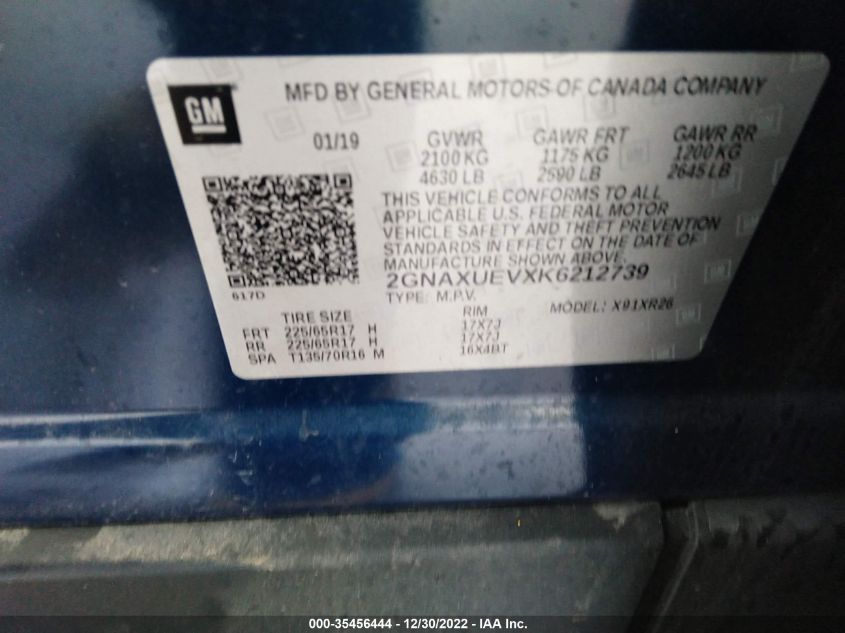 GM
MFD BY GENERAL MOTORS OF CANADA COMPANY
01/19 GVWR GAWR FRT GAWR RR
2100 KG 1175 KG 1200 KG
4630 LB 2590 LB 2645 LB
THIS VEHICLE CONFORMS TO ALL
APPLICABLE U.S. FEDERAL MOTOR
VEHICLE SAFETY AND THEFT PREVENTION
STANDARDS IN EFFECT ON THE DATE OF
MANUFACTURE SHOWN ABOVE.
2GNAXUEVXK6212739
617D
TYPE: M.P.V. MODEL: X91XR26
TIRE SIZE RIM
FRT 225/65R17 H 17X7J
RR 225/65R17 H 17X7J
SPA T135/70R16 M 16X4BT
000-35456444 - 12/30/2022 - IAA Inc.